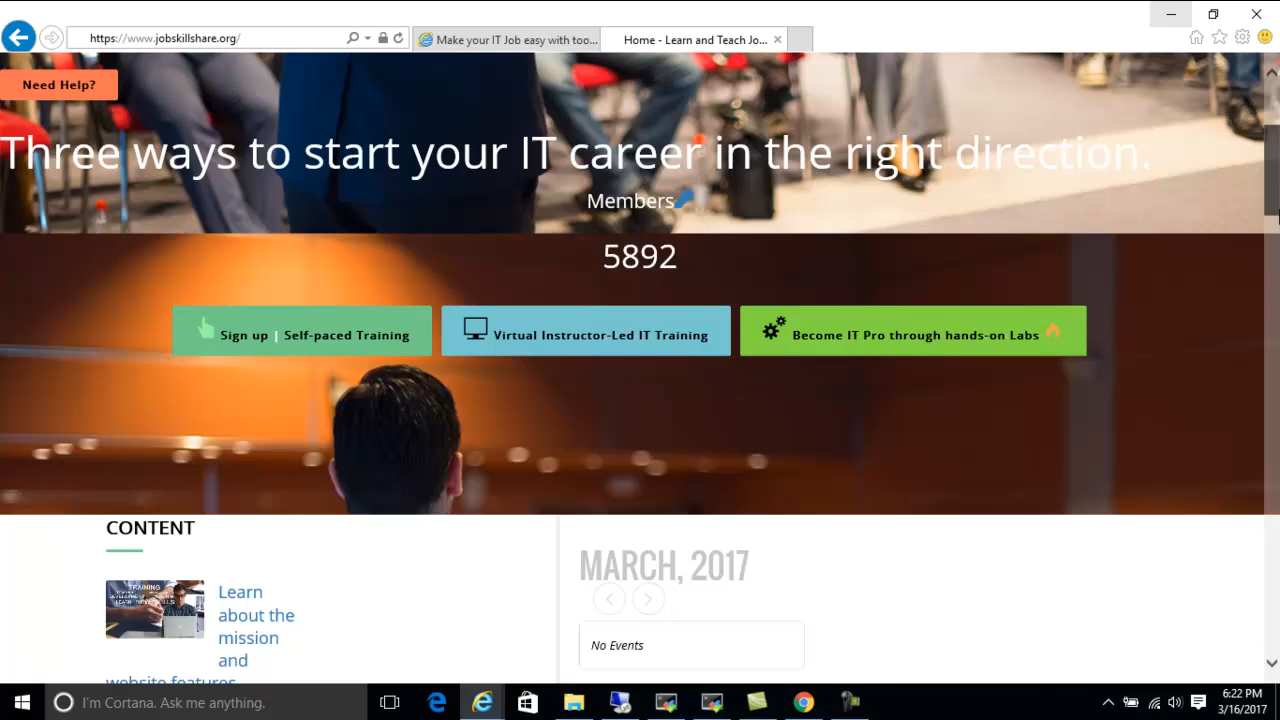 https://www.jobskillshare.org/
Make your IT Job easy with too...
Home - Learn and Teach Jo...
Need Help?
Three ways to start your IT career in the right direction.
Members
5892
Sign up | Self-paced Training
Virtual Instructor-Led IT Training
Become IT Pro through hands-on Labs
CONTENT
TRAINING
Learn
about the
mission
and
website features
MARCH, 2017
No Events
I'm Cortana. Ask me anything.
6:22 PM
3/16/2017